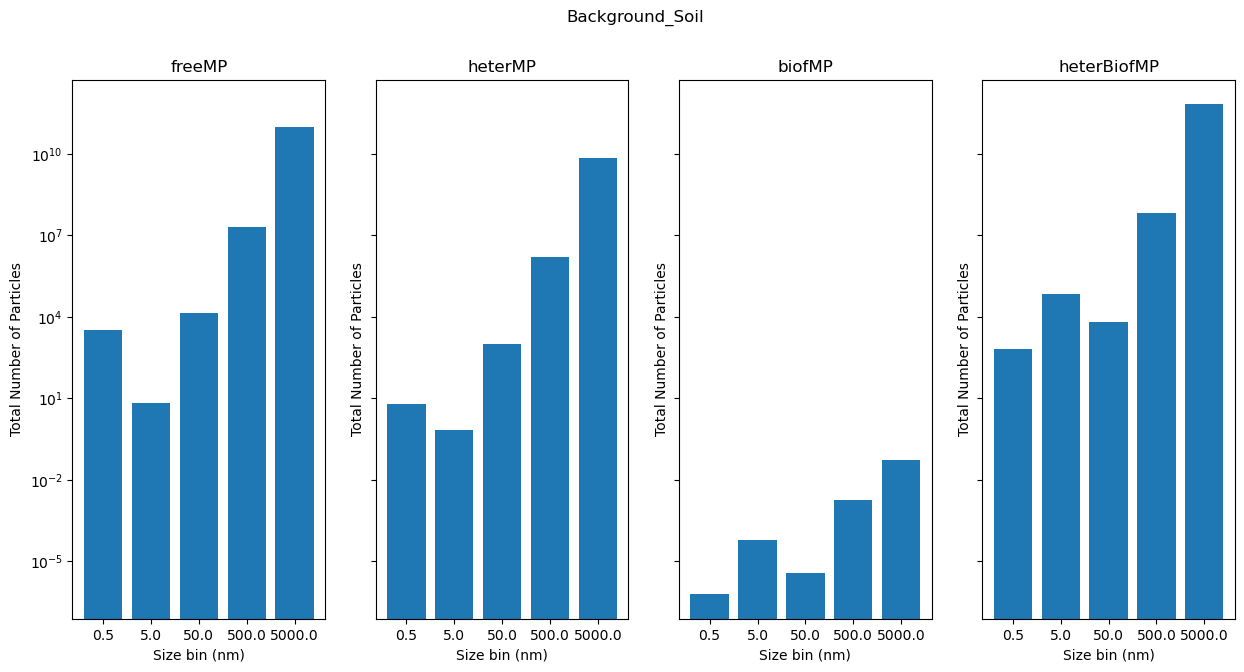 Background_Soil
freeMP
heterMP
biofMP
heterBiofMP
Total Number of Particles
10^10
10^7
10^4
10^1
10^-2
10^-5
0.5 5.0 50.0 500.0 5000.0
Size bin (nm)
Total Number of Particles
0.5 5.0 50.0 500.0 5000.0
Size bin (nm)
Total Number of Particles
0.5 5.0 50.0 500.0 5000.0
Size bin (nm)
Total Number of Particles
0.5 5.0 50.0 500.0 5000.0
Size bin (nm)